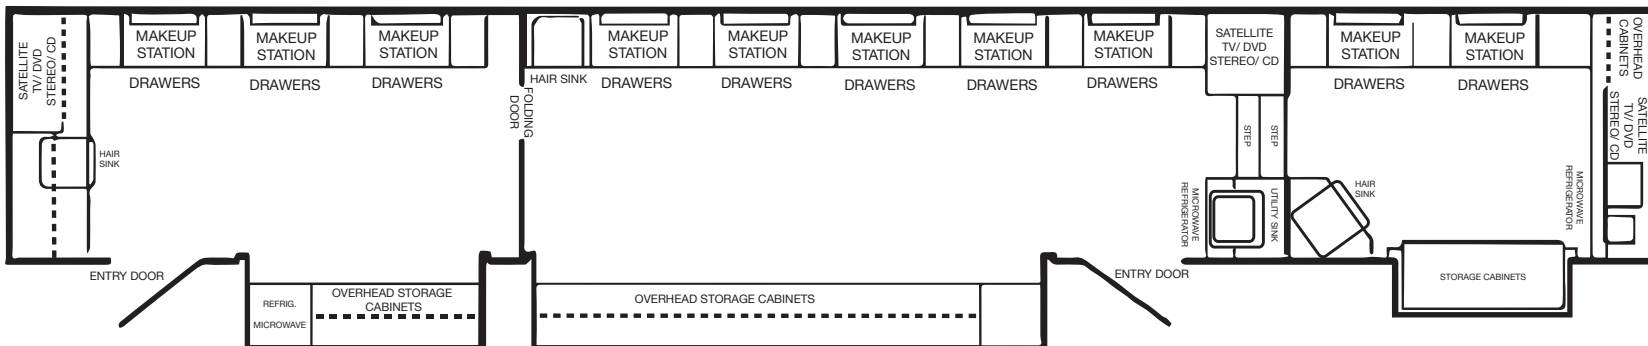 SATELLITE
TV/ DVD
STEREO/ CD
MAKEUP
STATION
DRAWERS
MAKEUP
STATION
DRAWERS
MAKEUP
STATION
DRAWERS
HAIR
SINK
FOLDING
DOOR
HAIR SINK
MAKEUP
STATION
DRAWERS
MAKEUP
STATION
DRAWERS
MAKEUP
STATION
DRAWERS
MAKEUP
STATION
DRAWERS
MAKEUP
STATION
DRAWERS
SATELLITE
TV/ DVD
STEREO/ CD
STEP
STEP
MICROWAVE
REFRIGERATOR
UTILITY SINK
MAKEUP
STATION
DRAWERS
MAKEUP
STATION
DRAWERS
HAIR
SINK
OVERHEAD
CABINETS
SATELLITE
TV/ DVD
STEREO/ CD
MICROWAVE
REFRIGERATOR
ENTRY DOOR
REFRIG.
MICROWAVE
OVERHEAD STORAGE
CABINETS
OVERHEAD STORAGE CABINETS
ENTRY DOOR
STORAGE CABINETS